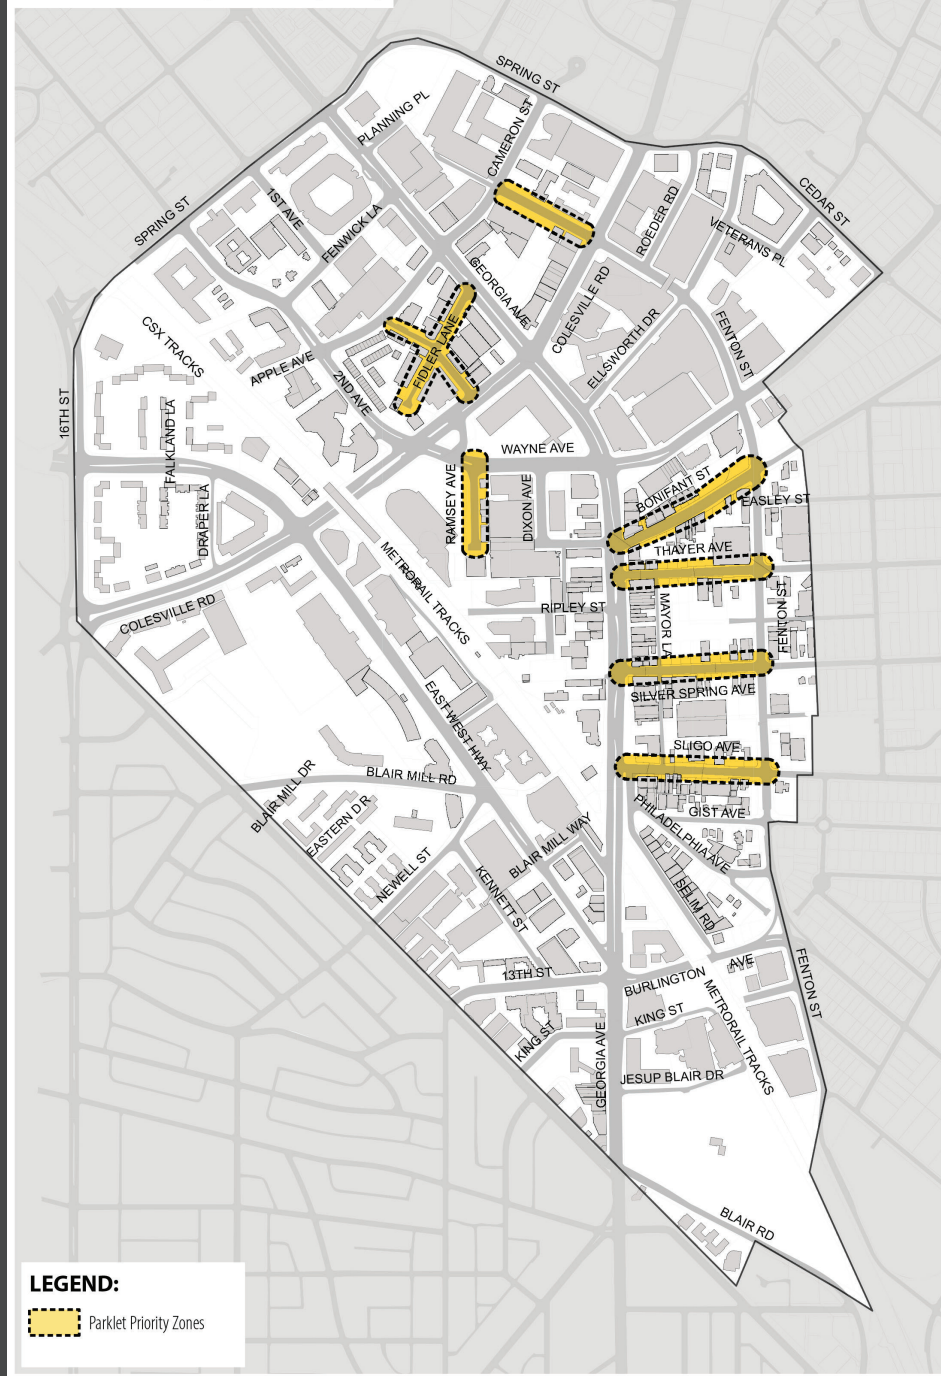 SPRING ST
PLANNING PL
CAMERON ST
SPRING ST
1ST AVE
FENWICK LA
ROEDER RD
CEDAR ST
VETERANS PL
GEORGIA AVE
COLESVILLE RD
ELLSWORTH DR
FENTON ST
CSX TRACKS
FIDLER LANE
APPLE AVE
2ND AVE
16TH ST
FALKLAND LA
DRAPER LA
WAYNE AVE
RAMSEY AVE
DIXON AVE
BONIFANT ST
EASLEY ST
THAYER AVE
METRORAIL TRACKS
RIPLEY ST
MAYOR LA
FENTON ST
COLESVILLE RD
SILVER SPRING AVE
EAST WEST HWY
SLIGO AVE
BLAIR MILL DR
BLAIR MILL RD
EASTERN DR
GIST AVE
PHILADELPHIA AVE
BLAIR MILL WAY
NEWELL ST
KENNETT ST
SELIM RD
13TH ST
BURLINGTON AVE
FENTON ST
KING ST
KING ST
METRORAIL TRACKS
GEORGIA AVE
JESUP BLAIR DR
BLAIR RD
LEGEND:
Parklet Priority Zones